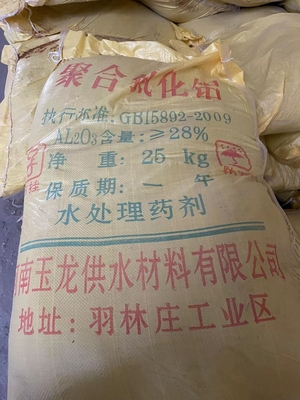 聚合氯化铝
执行标准:GB15892-2009
AL2O3含量:≥28%
净 重: 25 kg
保质期: 一 年
水处理药剂
南玉龙供水材料有限公司
地址: 羽林庄工业区